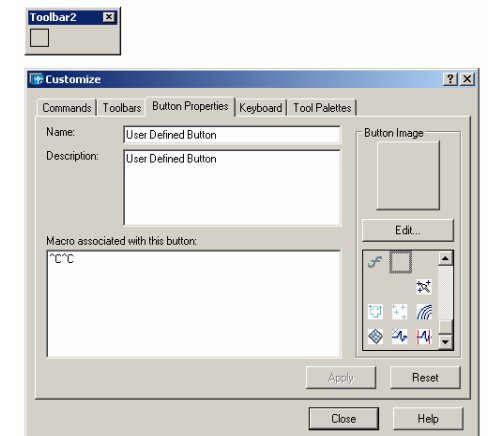 Toolbar2
Customize
Commands Toolbars Button Properties Keyboard Tool Palettes
Name: User Defined Button
Button Image
Description: User Defined Button
Edit...
Macro associated with this button:
^C^C
Apply Reset
Close Help